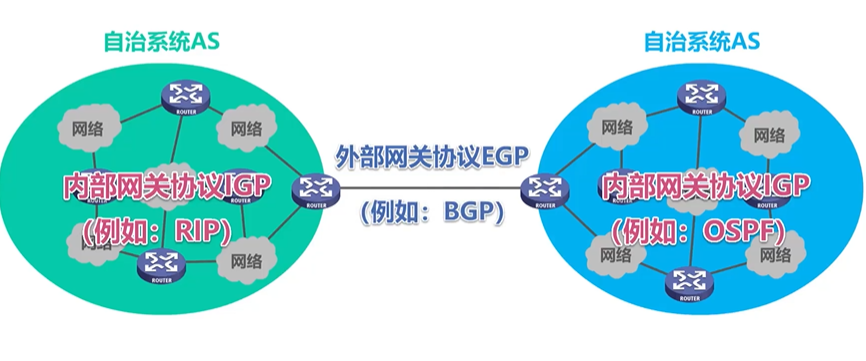 自治系统AS
自治系统AS
ROUTER
ROUTER
网络
网络
网络
网络
外部网关协议EGP
(例如：BGP)
内部网关协议IGP
(例如：RIP)
ROUTER
ROUTER
内部网关协议IGP
(例如：OSPF)
网络
网络
网络
网络
ROUTER
ROUTER